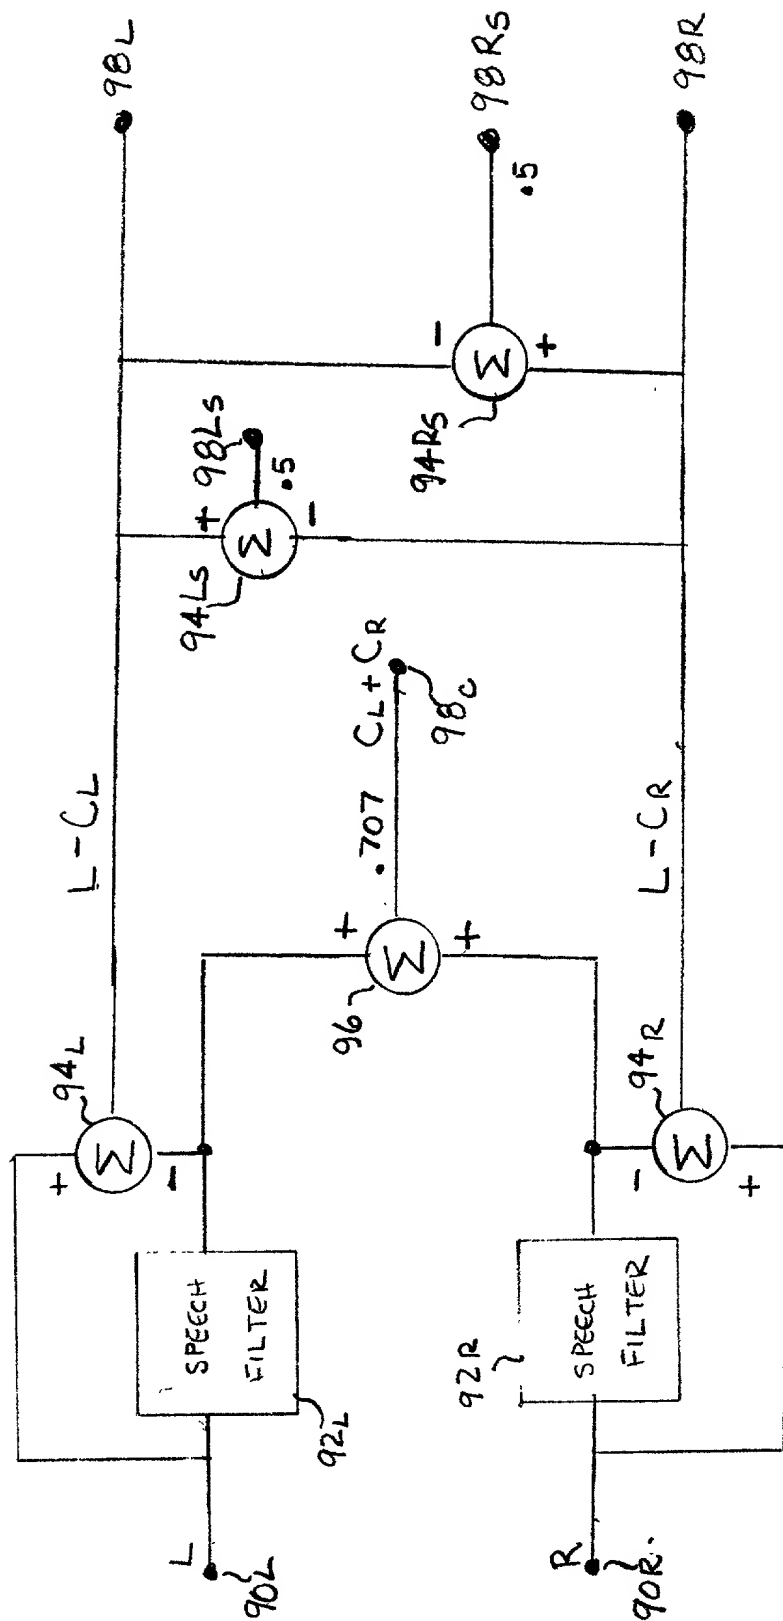 98L
98RS
98R
.5
98LS
.5
-
+
94RS
+
-
94LS
98C
CL + CR
.707
L-CL
L-CR
+
+
Σ
Σ
Σ
96
94L
94R
Σ
Σ
+
-
-
+
SPEECH
FILTER
92L
SPEECH
FILTER
92R
L
90L
R
90R.